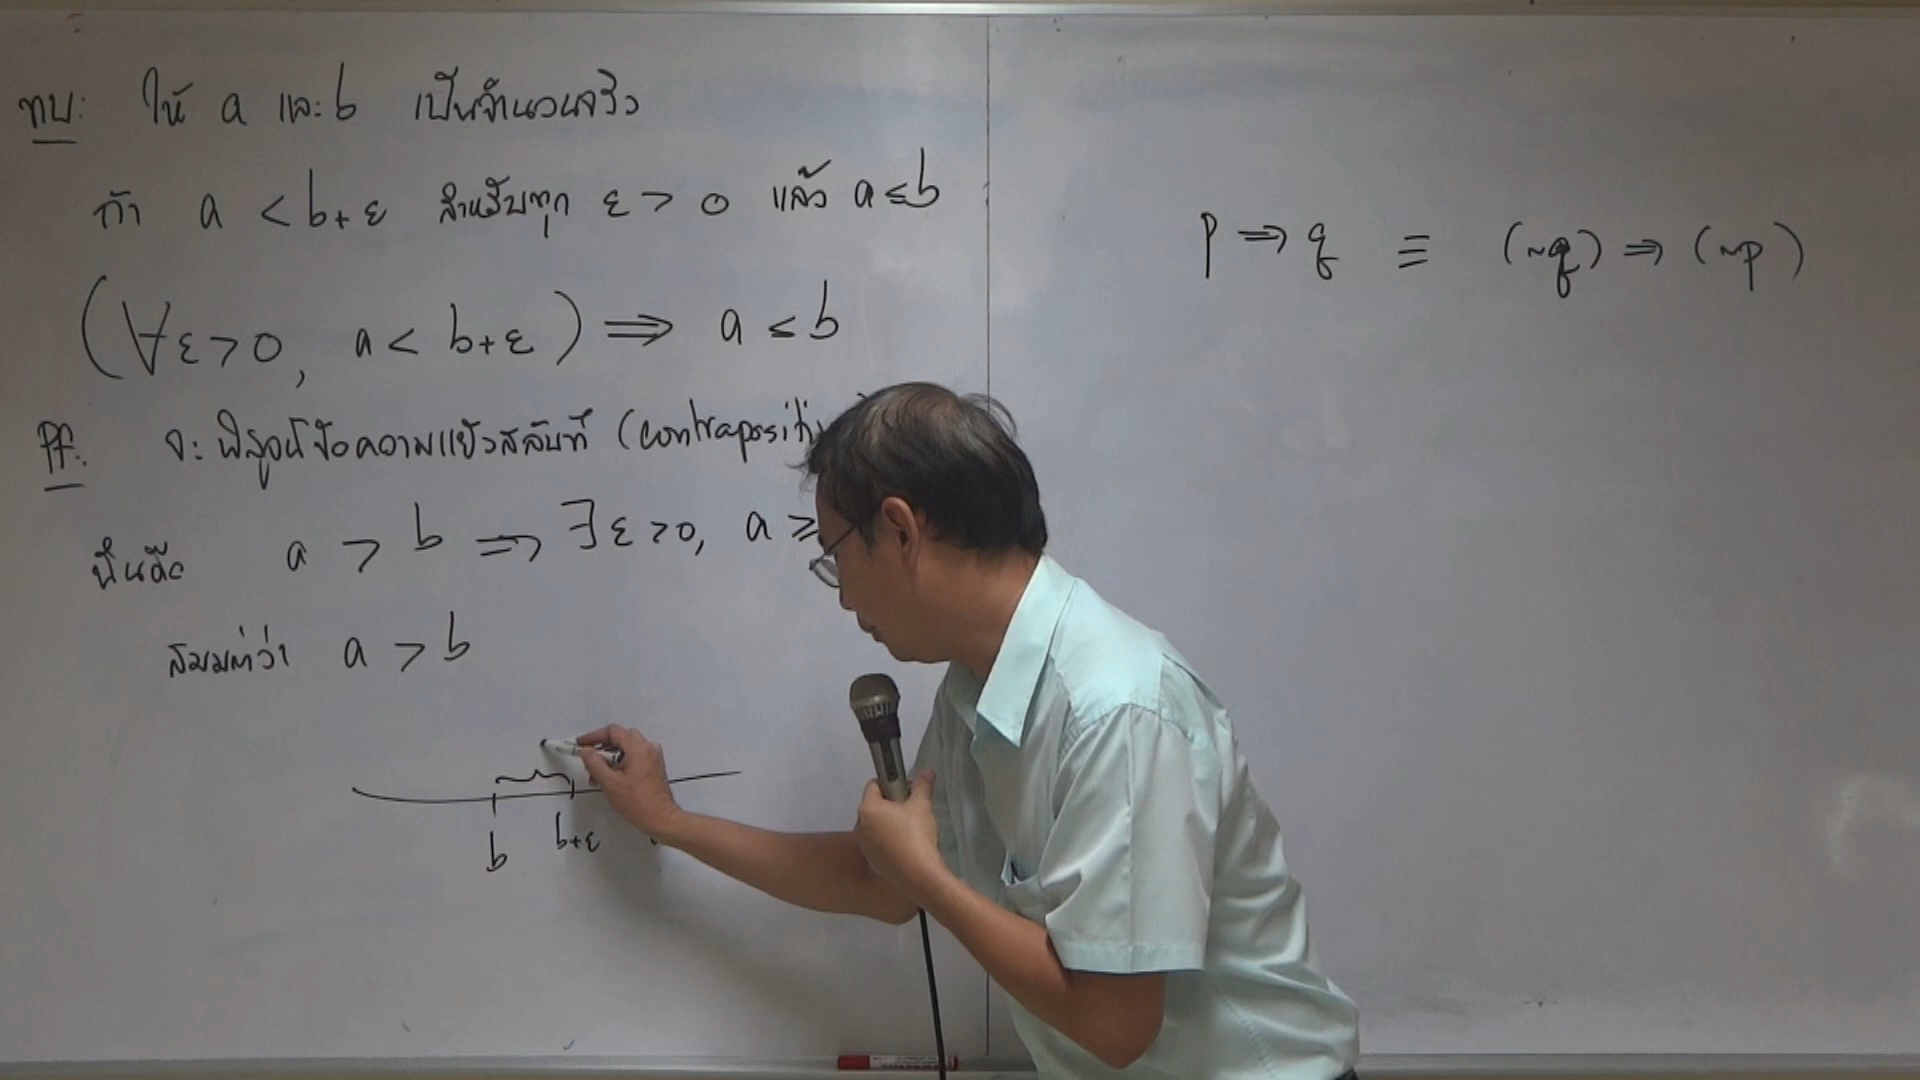 ทบ. ให้ a และ b เป็นจำนวนจริง
ถ้า a < b+ε สำหรับทุก ε > 0 แล้ว a ≤ b
(∀ε>0, a < b+ε) ⟹ a ≤ b
Pf. จะพิสูจน์ข้อความแย้งสลับที่ (contrapositi
นั่นคือ a > b ⟹ ∃ε>0, a ≥
สมมติว่า a > b
b b+ε
p ⟹ q ≡ (~q) ⟹ (~p)